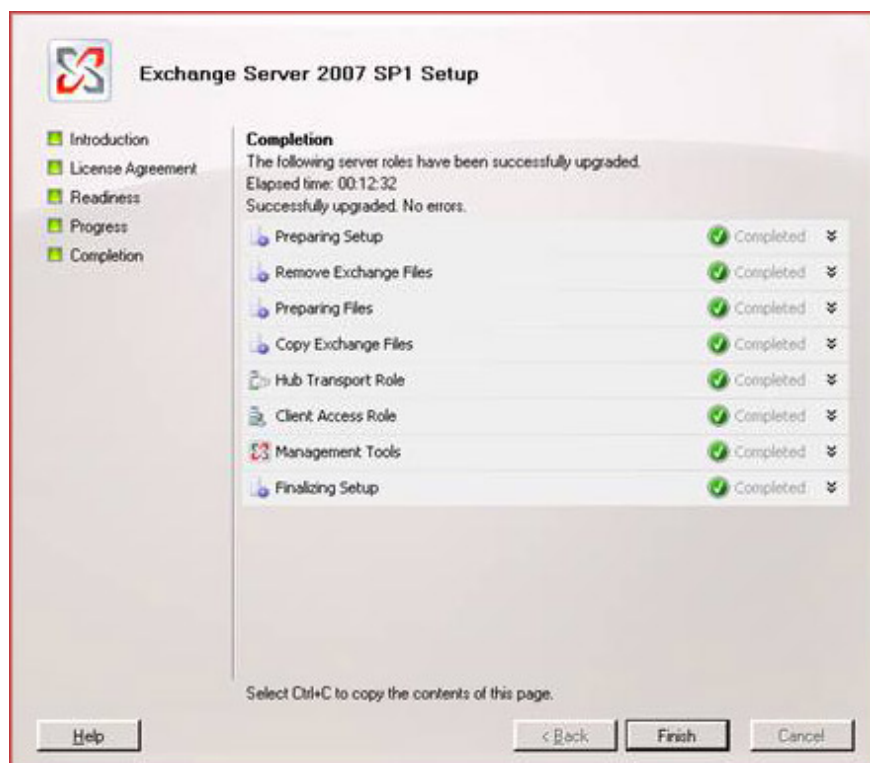 Exchange Server 2007 SP1 Setup
Introduction
License Agreement
Readiness
Progress
Completion
Completion
The following server roles have been successfully upgraded.
Elapsed time: 00:12:32
Successfully upgraded. No errors.
Preparing Setup Completed
Remove Exchange Files Completed
Preparing Files Completed
Copy Exchange Files Completed
Hub Transport Role Completed
Client Access Role Completed
Management Tools Completed
Finalizing Setup Completed
Select Ctrl+C to copy the contents of this page.
Help < Back Finish Cancel